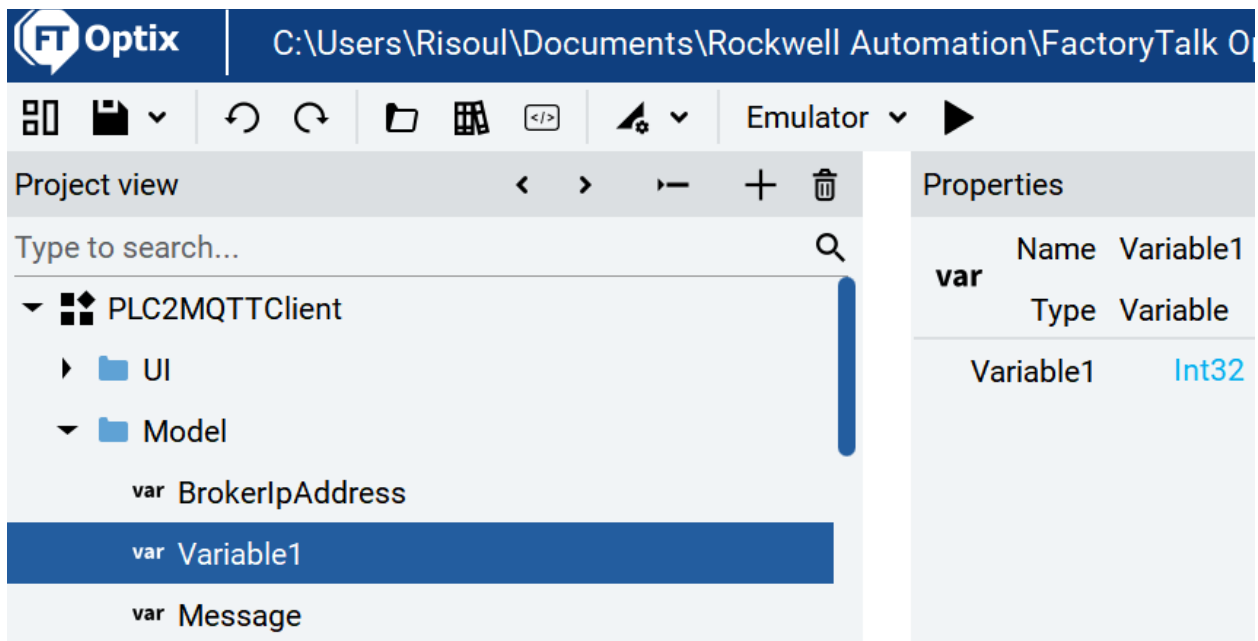 FT Optix
C:\Users\Risoul\Documents\Rockwell Automation\FactoryTalk Op
</> Emulator
Project view
Properties
Type to search...
var
Name Variable1
Type Variable
Variable1 Int32
PLC2MQTTClient
UI
Model
var BrokerIpAddress
var Variable1
var Message